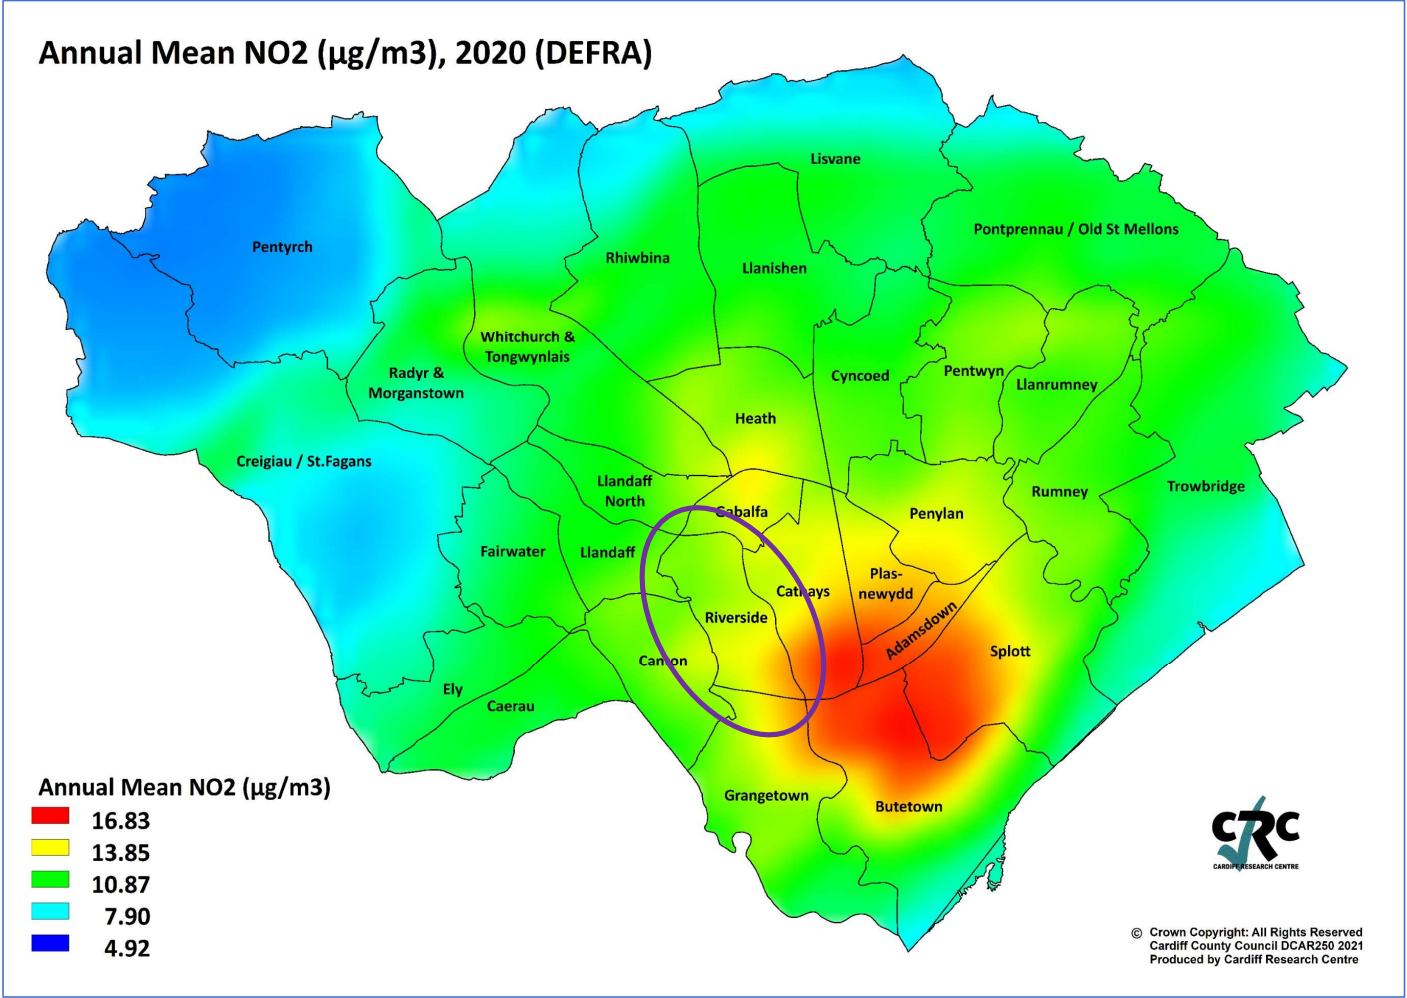 Annual Mean NO2 (µg/m3), 2020 (DEFRA)
Lisvane
Pontprennau / Old St Mellons
Pentyrch
Rhiwbina
Llanishen
Whitchurch &
Tongwynlais
Radyr &
Morganstown
Cyncoed
Pentwyn
Llanrumney
Heath
Creigiau / St.Fagans
Llandaff
North
Gabalfa
Penylan
Rumney
Trowbridge
Fairwater
Llandaff
Plas-
newydd
Cathays
Riverside
Adamsdown
Canton
Splott
Ely
Caerau
Grangetown
Butetown
Annual Mean NO2 (µg/m3)
16.83
13.85
10.87
7.90
4.92
CRC
CARDIFF RESEARCH CENTRE
© Crown Copyright: All Rights Reserved
Cardiff County Council DCAR250 2021
Produced by Cardiff Research Centre